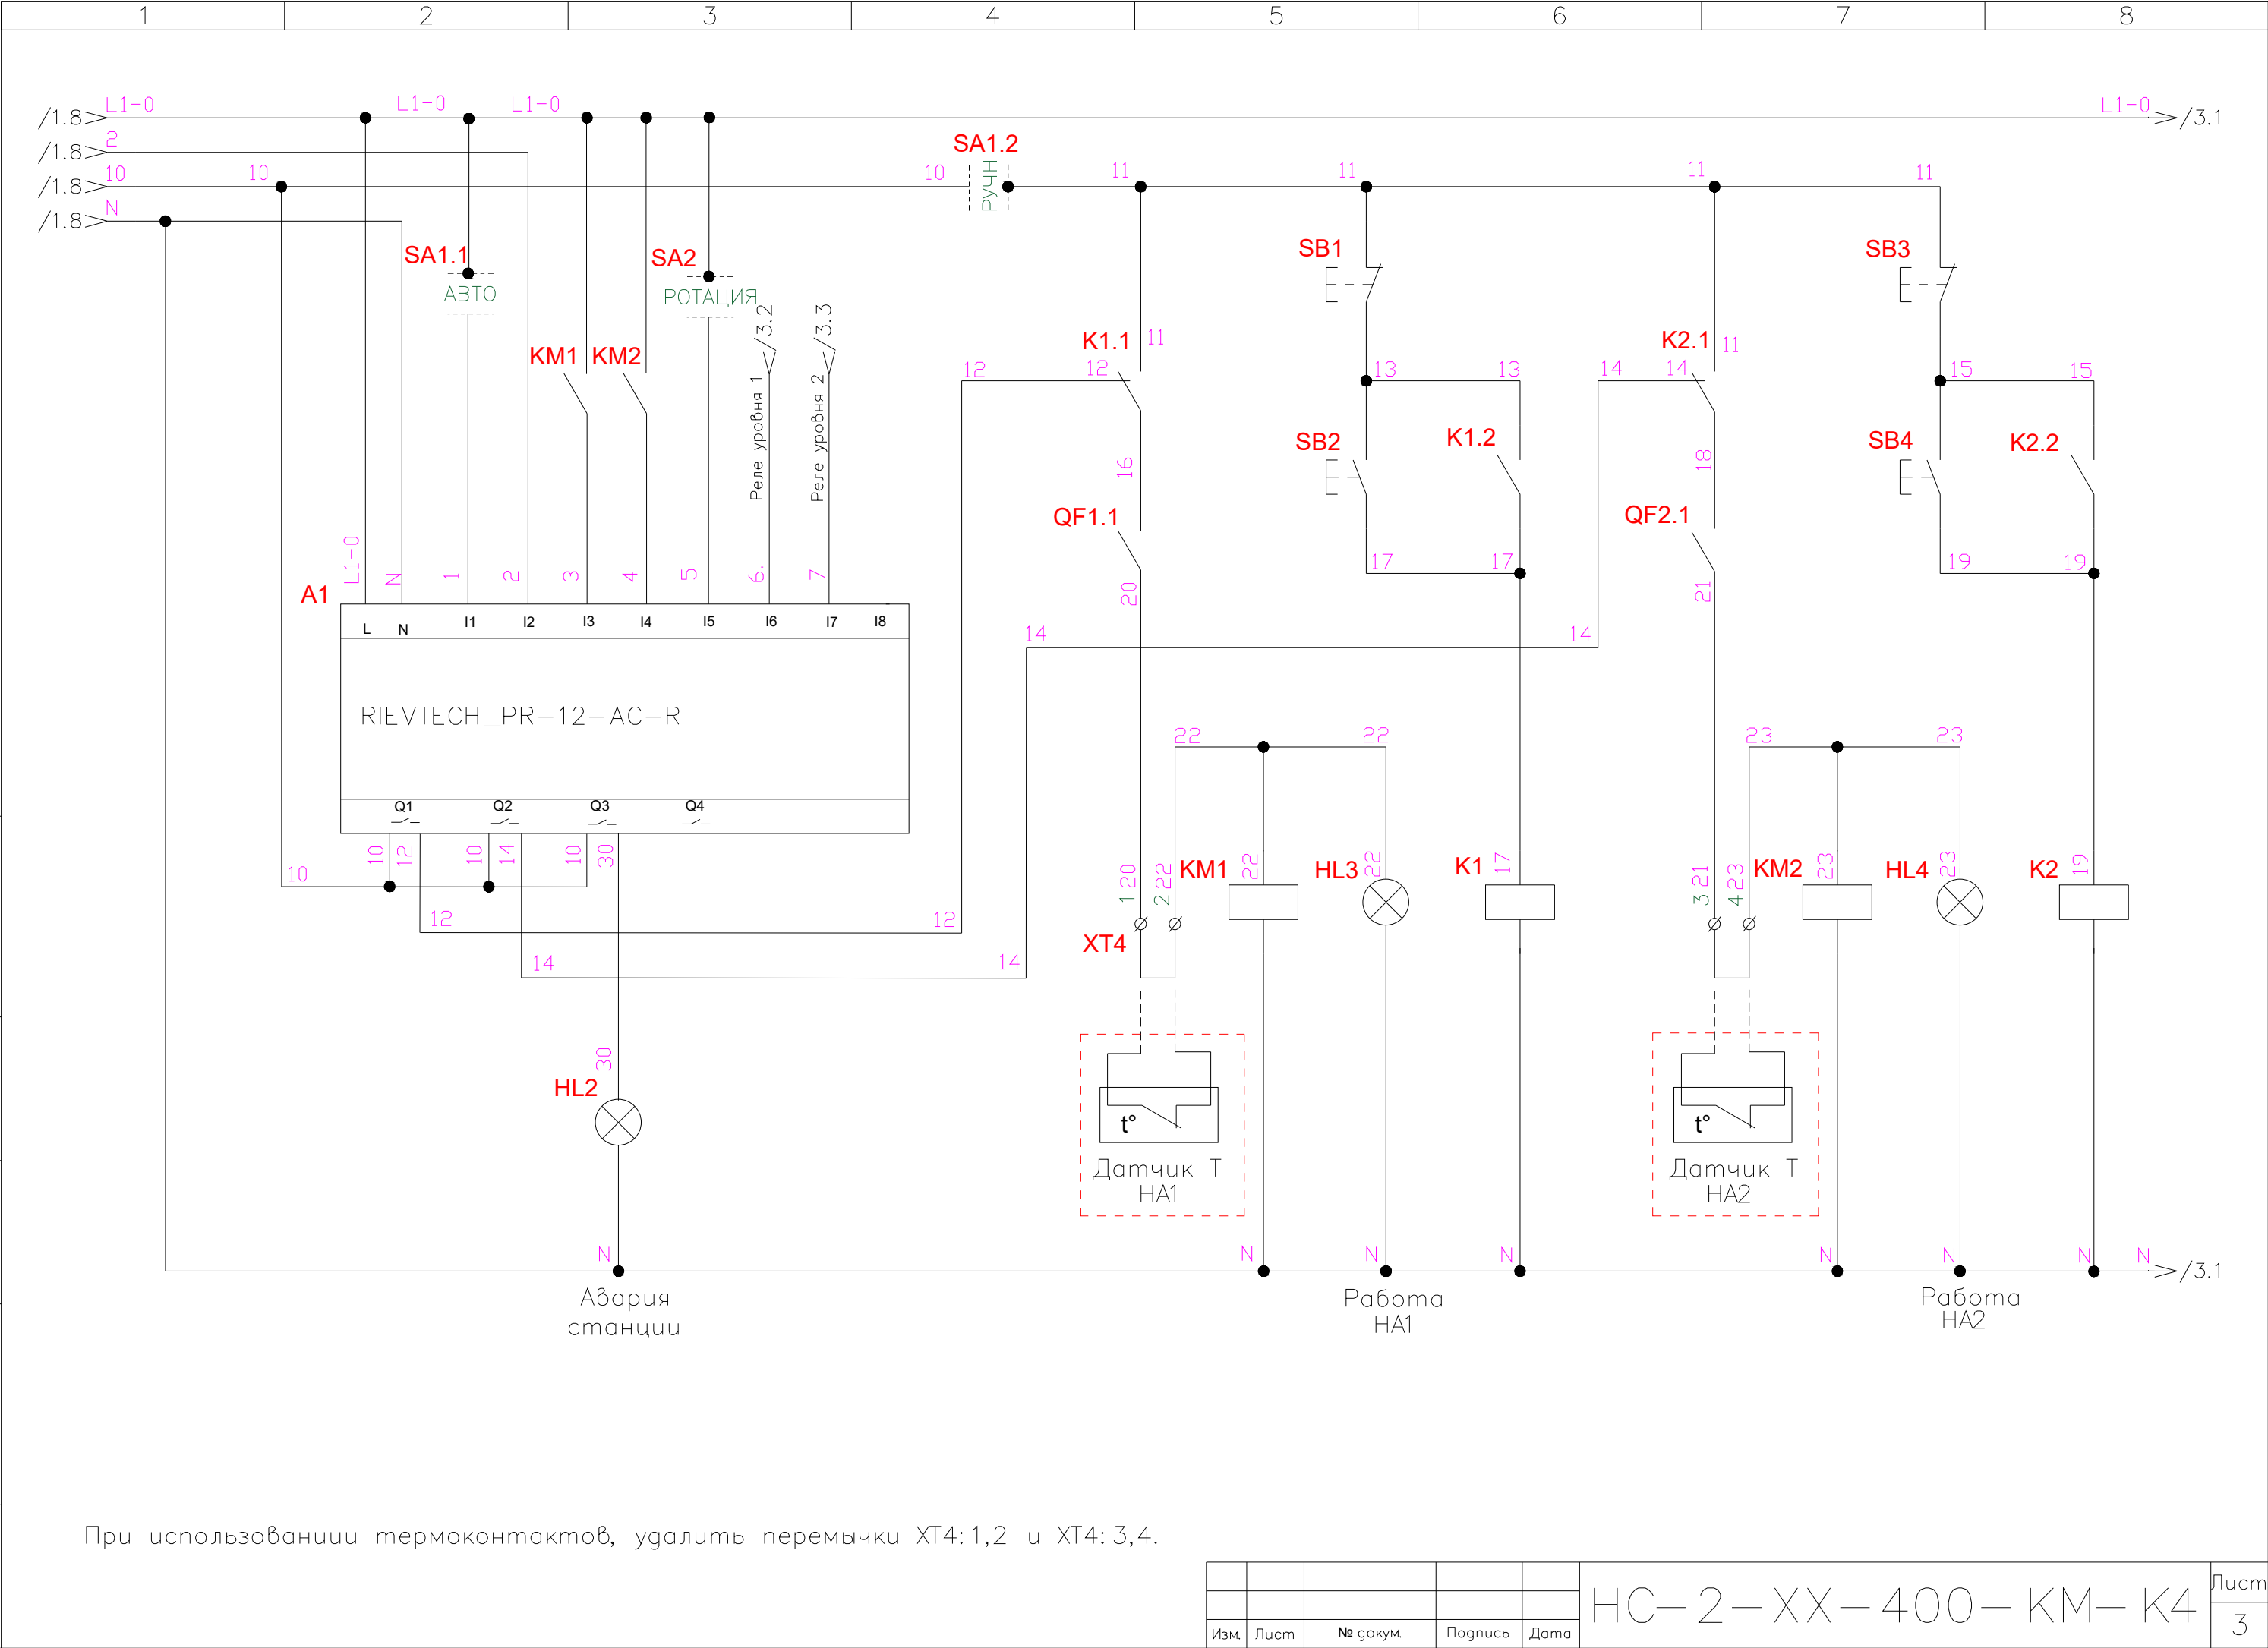 1 2 3 4 5 6 7 8
/1.8 L1-0 L1-0 L1-0 L1-0 /3.1
/1.8 2
/1.8 10 10 10 SA1.2 РУЧН 11 11 11 11
/1.8 N
SA1.1 SA2 SB1 SB3
АВТО РОТАЦИЯ
/3.2 /3.3
KM1 KM2 K1.1 11 K2.1 11
12 12 13 13 14 14 15 15
Реле уровня 1 Реле уровня 2
SB2 K1.2 SB4 K2.2
16 18
QF1.1 QF2.1
L1-0 N 1 2 3 4 5 6. 7
17 17 19 19
A1 20 21
L N I1 I2 I3 I4 I5 I6 I7 I8
14 14
RIEVTECH_PR-12-AC-R
22 22 23 23
Q1 Q2 Q3 Q4
10 12 10 14 10 30
10
1 20 2 22 KM1 22 HL3 22 K1 17 3 21 4 23 KM2 23 HL4 23 K2 19
12 12
XT4
14 14
30
HL2
t° t°
Датчик Т Датчик Т
НА1 НА2
N N N N N N N N /3.1
Авария Работа Работа
станции НА1 НА2
При использованиии термоконтактов, удалить перемычки XT4:1,2 и XT4:3,4.
НС-2-XX-400-KM-K4
Лист
3
Изм. Лист № докум. Подпись Дата